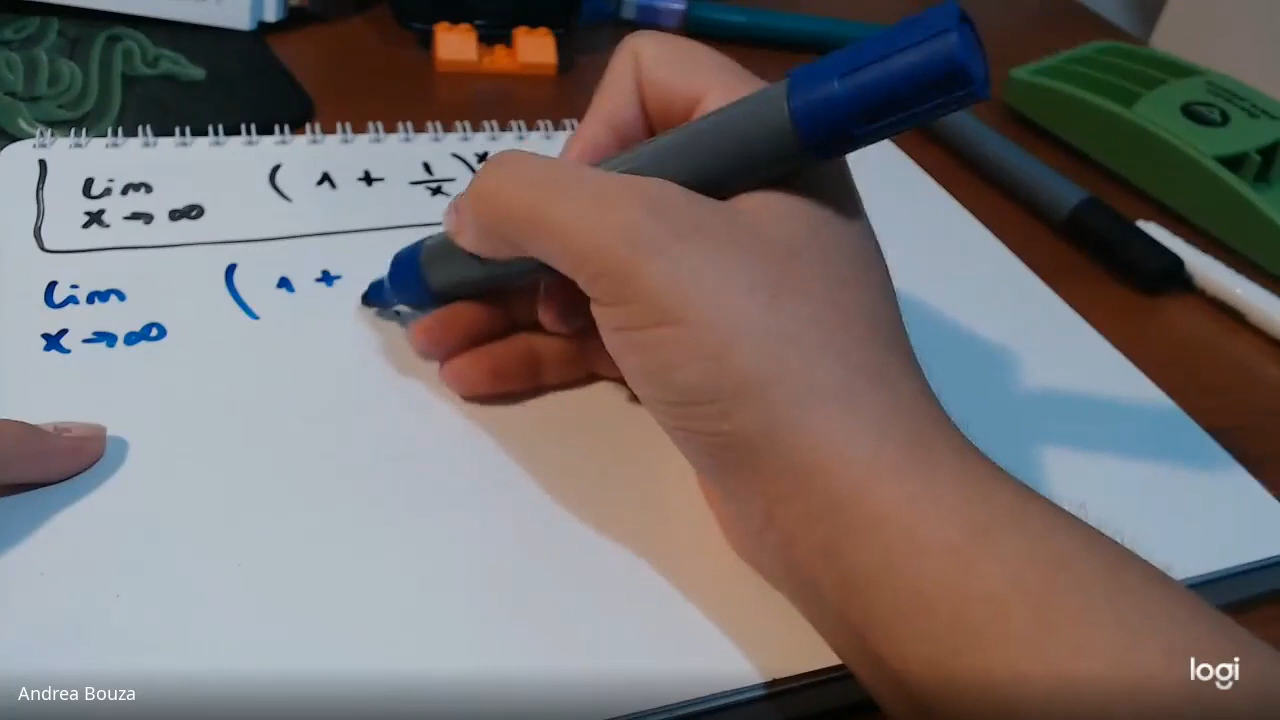 lim (1 + 1/x)^x
x → ∞
lim (1 +
x → ∞
Andrea Bouza
logi